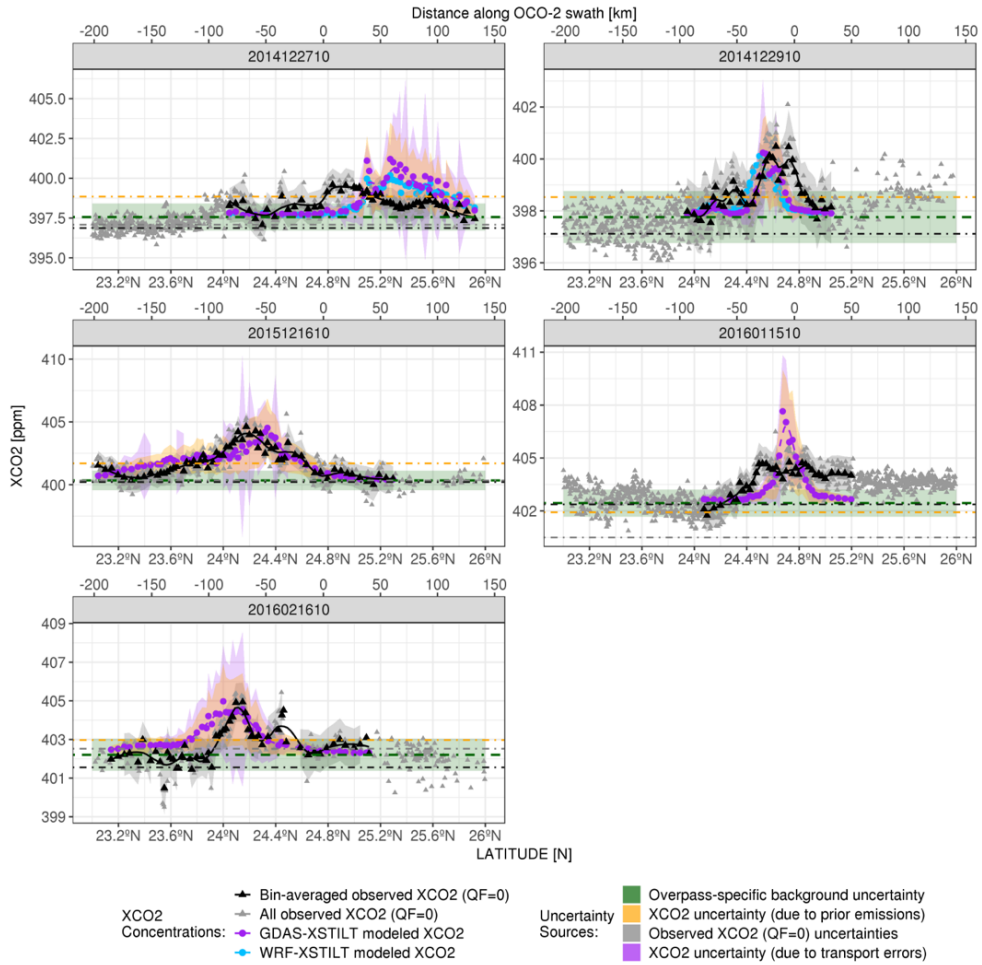 Distance along OCO-2 swath [km]
-200 -150 -100 -50 0 50 100 150
-200 -150 -100 -50 0 50 100 150
2014122710
2014122910
405.0
402.5
400.0
397.5
395.0
402
400
398
396
23.2ºN 23.6ºN 24ºN 24.4ºN 24.8ºN 25.2ºN 25.6ºN 26ºN
23.2ºN 23.6ºN 24ºN 24.4ºN 24.8ºN 25.2ºN 25.6ºN 26ºN
-200 -150 -100 -50 0 50 100 150
-200 -150 -100 -50 0 50 100 150
2015121610
2016011510
XCO2 [ppm]
410
405
400
411
408
405
402
23.2ºN 23.6ºN 24ºN 24.4ºN 24.8ºN 25.2ºN 25.6ºN 26ºN
23.2ºN 23.6ºN 24ºN 24.4ºN 24.8ºN 25.2ºN 25.6ºN 26ºN
-200 -150 -100 -50 0 50 100 150
2016021610
409
407
405
403
401
399
23.2ºN 23.6ºN 24ºN 24.4ºN 24.8ºN 25.2ºN 25.6ºN 26ºN
LATITUDE [N]
XCO2
Concentrations:
Bin-averaged observed XCO2 (QF=0)
All observed XCO2 (QF=0)
GDAS-XSTILT modeled XCO2
WRF-XSTILT modeled XCO2
Uncertainty
Sources:
Overpass-specific background uncertainty
XCO2 uncertainty (due to prior emissions)
Observed XCO2 (QF=0) uncertainties
XCO2 uncertainty (due to transport errors)